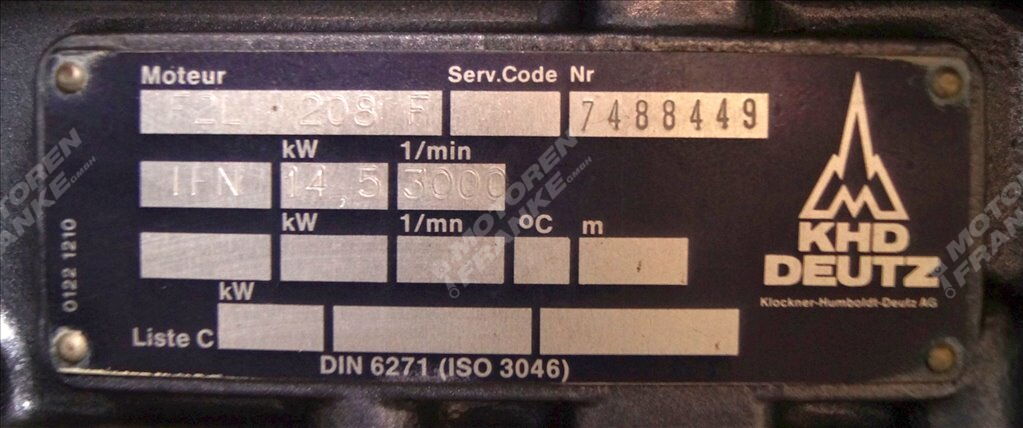 Moteur Serv.Code Nr
F2L 208 F 7488449
kW 1/min
IFN 14,5 3000
kW 1/mn °C m
kW
Liste C
DIN 6271 (ISO 3046)
0122 1210
KHD
DEUTZ
Klockner-Humboldt-Deutz AG
MOTOREN
FRANKE GMBH